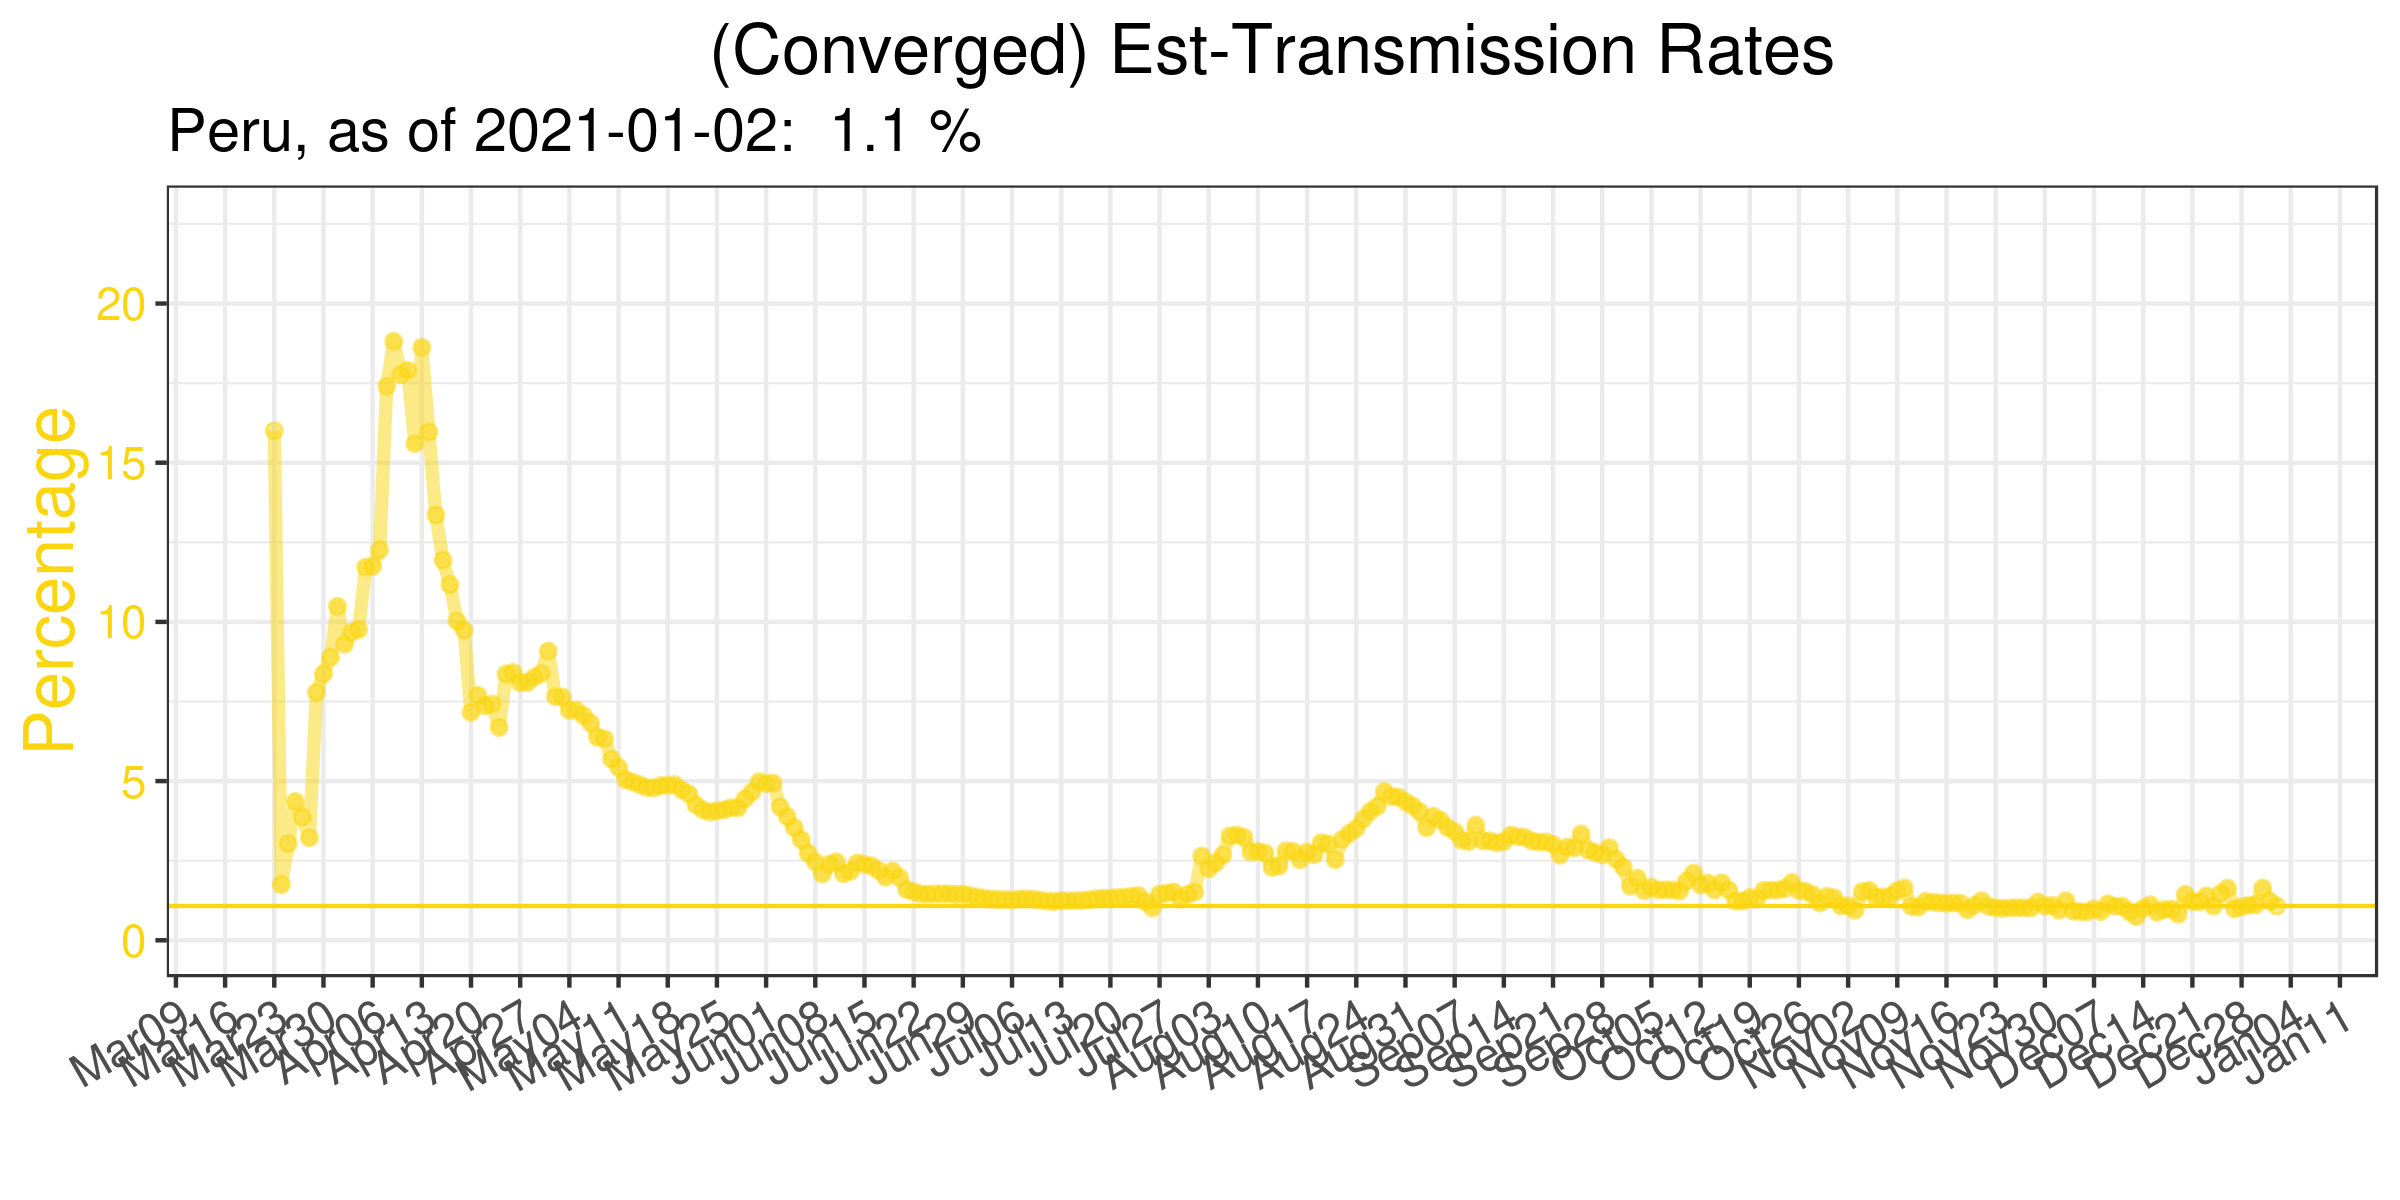 (Converged) Est-Transmission Rates
Peru, as of 2021-01-02:  1.1 %
Percentage
20
15
10
5
0
Mar09
Mar16
Mar23
Mar30
Apr06
Apr13
Apr20
Apr27
May04
May11
May18
May25
Jun01
Jun08
Jun15
Jun22
Jun29
Jul06
Jul13
Jul20
Jul27
Aug03
Aug10
Aug17
Aug24
Aug31
Sep07
Sep14
Sep21
Sep28
Oct05
Oct12
Oct19
Oct26
Nov02
Nov09
Nov16
Nov23
Nov30
Dec07
Dec14
Dec21
Dec28
Jan04
Jan11